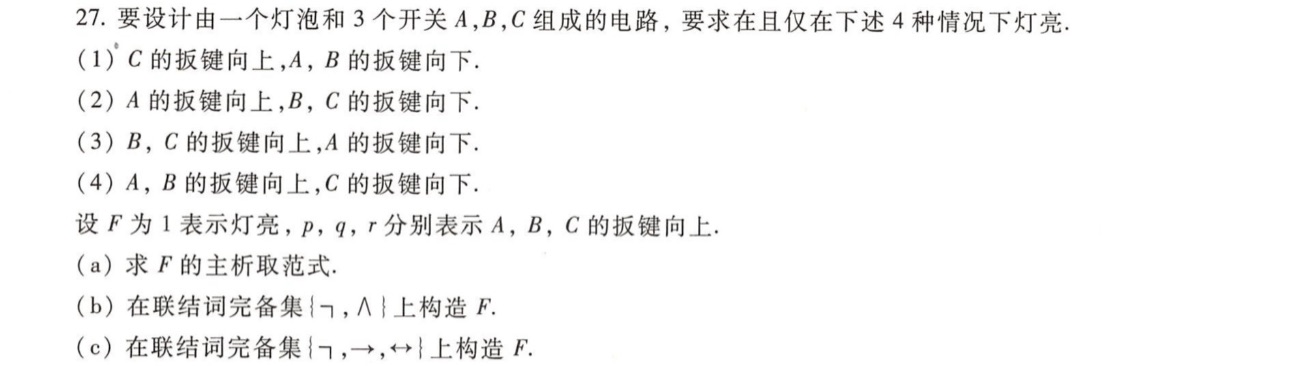 27. 要设计由一个灯泡和 3 个开关 A,B,C 组成的电路, 要求在且仅在下述 4 种情况下灯亮.
(1) C 的扳键向上,A, B 的扳键向下.
(2) A 的扳键向上,B, C 的扳键向下.
(3) B, C 的扳键向上,A 的扳键向下.
(4) A, B 的扳键向上,C 的扳键向下.
设 F 为 1 表示灯亮, p, q, r 分别表示 A, B, C 的扳键向上.
(a) 求 F 的主析取范式.
(b) 在联结词完备集{¬,∧}上构造 F.
(c) 在联结词完备集{¬,→,↔}上构造 F.